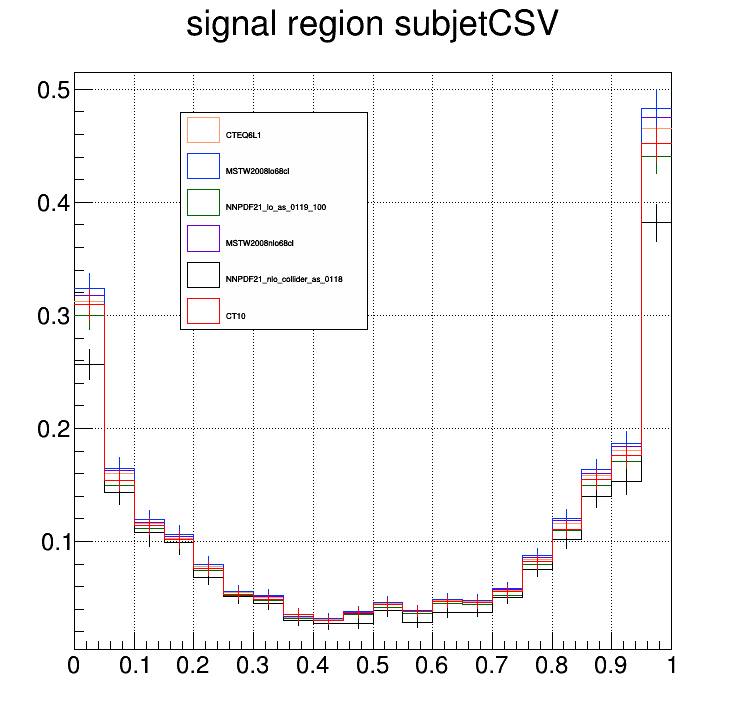 signal region subjetCSV
0.5
0.4
0.3
0.2
0.1
CTEQ6L1
MSTW2008lo68cl
NNPDF21_lo_as_0119_100
MSTW2008nlo68cl
NNPDF21_nlo_collider_as_0118
CT10
0 0.1 0.2 0.3 0.4 0.5 0.6 0.7 0.8 0.9 1